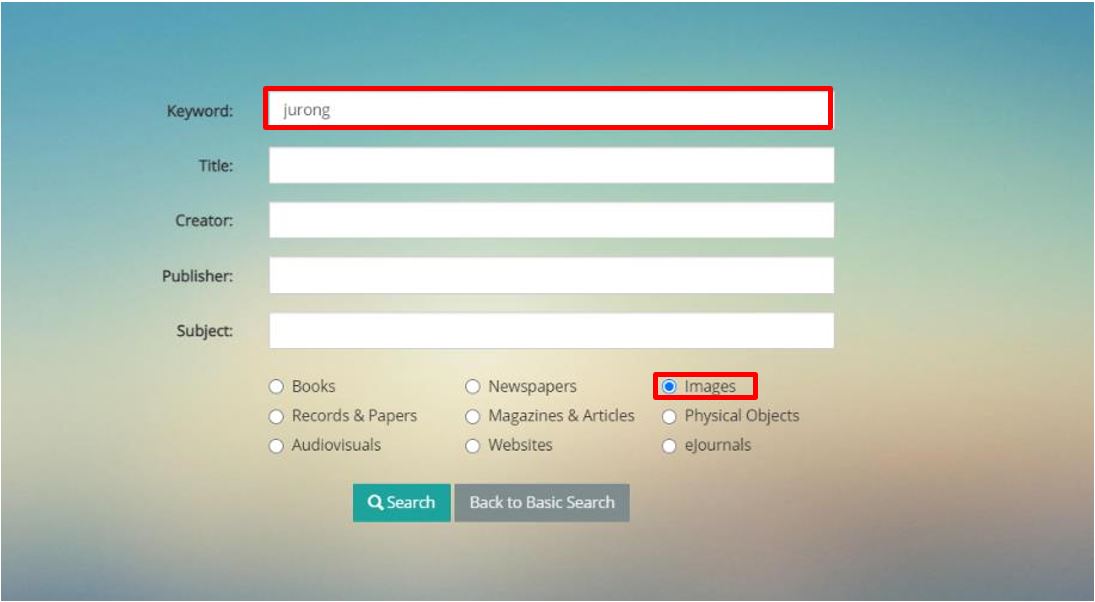 Keyword: jurong
Title:
Creator:
Publisher:
Subject:
Books Newspapers Images
Records & Papers Magazines & Articles Physical Objects
Audiovisuals Websites eJournals
Search Back to Basic Search